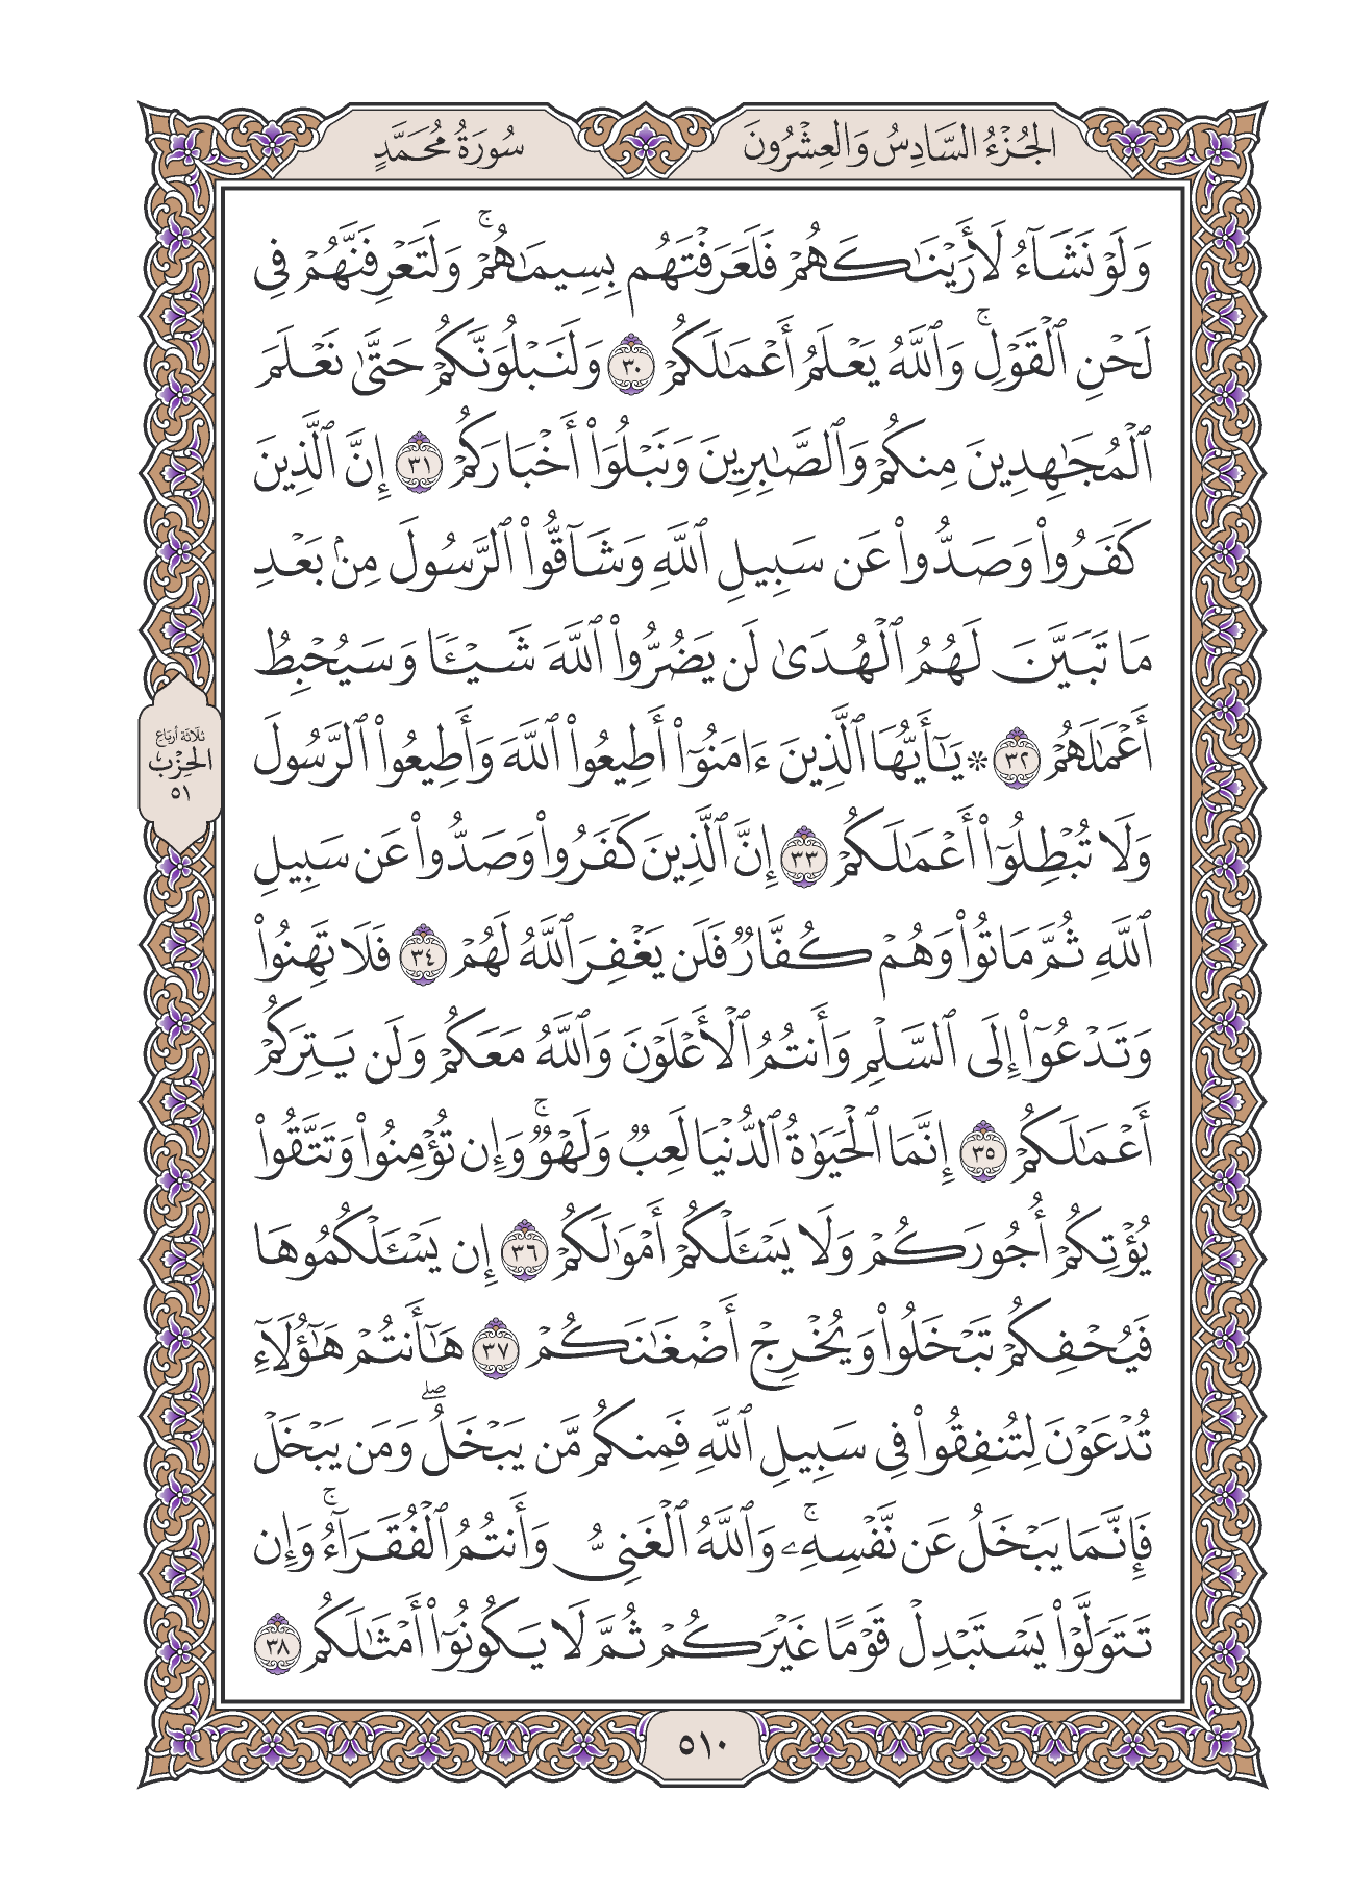 الجُزْءُ السَّادِسُ وَالعِشْرُونَ
سُورَةُ مُحَمَّدٍ
وَلَوۡ نَشَآءُ لَأَرَيۡنَٰكَهُمۡ فَلَعَرَفۡتَهُم بِسِيمَٰهُمۡۚ وَلَتَعۡرِفَنَّهُمۡ فِي
لَحۡنِ ٱلۡقَوۡلِۚ وَٱللَّهُ يَعۡلَمُ أَعۡمَٰلَكُمۡ ٣٠ وَلَنَبۡلُوَنَّكُمۡ حَتَّىٰ نَعۡلَمَ
ٱلۡمُجَٰهِدِينَ مِنكُمۡ وَٱلصَّٰبِرِينَ وَنَبۡلُوَاْ أَخۡبَارَكُمۡ ٣١ إِنَّ ٱلَّذِينَ
كَفَرُواْ وَصَدُّواْ عَن سَبِيلِ ٱللَّهِ وَشَآقُّواْ ٱلرَّسُولَ مِنۢ بَعۡدِ
مَا تَبَيَّنَ لَهُمُ ٱلۡهُدَىٰ لَن يَضُرُّواْ ٱللَّهَ شَيۡـٔٗا وَسَيُحۡبِطُ
أَعۡمَٰلَهُمۡ ٣٢ ۞ يَٰٓأَيُّهَا ٱلَّذِينَ ءَامَنُوٓاْ أَطِيعُواْ ٱللَّهَ وَأَطِيعُواْ ٱلرَّسُولَ
وَلَا تُبۡطِلُوٓاْ أَعۡمَٰلَكُمۡ ٣٣ إِنَّ ٱلَّذِينَ كَفَرُواْ وَصَدُّواْ عَن سَبِيلِ
ٱللَّهِ ثُمَّ مَاتُواْ وَهُمۡ كُفَّارٞ فَلَن يَغۡفِرَ ٱللَّهُ لَهُمۡ ٣٤ فَلَا تَهِنُواْ
وَتَدۡعُوٓاْ إِلَى ٱلسَّلۡمِ وَأَنتُمُ ٱلۡأَعۡلَوۡنَ وَٱللَّهُ مَعَكُمۡ وَلَن يَتِرَكُمۡ
أَعۡمَٰلَكُمۡ ٣٥ إِنَّمَا ٱلۡحَيَوٰةُ ٱلدُّنۡيَا لَعِبٞ وَلَهۡوٞۚ وَإِن تُؤۡمِنُواْ وَتَتَّقُواْ
يُؤۡتِكُمۡ أُجُورَكُمۡ وَلَا يَسۡـَٔلۡكُمۡ أَمۡوَٰلَكُمۡ ٣٦ إِن يَسۡـَٔلۡكُمُوهَا
فَيُحۡفِكُمۡ تَبۡخَلُواْ وَيُخۡرِجۡ أَضۡغَٰنَكُمۡ ٣٧ هَٰٓأَنتُمۡ هَٰٓؤُلَآءِ
تُدۡعَوۡنَ لِتُنفِقُواْ فِي سَبِيلِ ٱللَّهِ فَمِنكُم مَّن يَبۡخَلُۖ وَمَن يَبۡخَلۡ
فَإِنَّمَا يَبۡخَلُ عَن نَّفۡسِهِۦۚ وَٱللَّهُ ٱلۡغَنِيُّ وَأَنتُمُ ٱلۡفُقَرَآءُۚ وَإِن
تَتَوَلَّوۡاْ يَسۡتَبۡدِلۡ قَوۡمًا غَيۡرَكُمۡ ثُمَّ لَا يَكُونُوٓاْ أَمۡثَٰلَكُم ٣٨
ثلَاثَة أرباع
الحِزْب
٥١
٥١٠